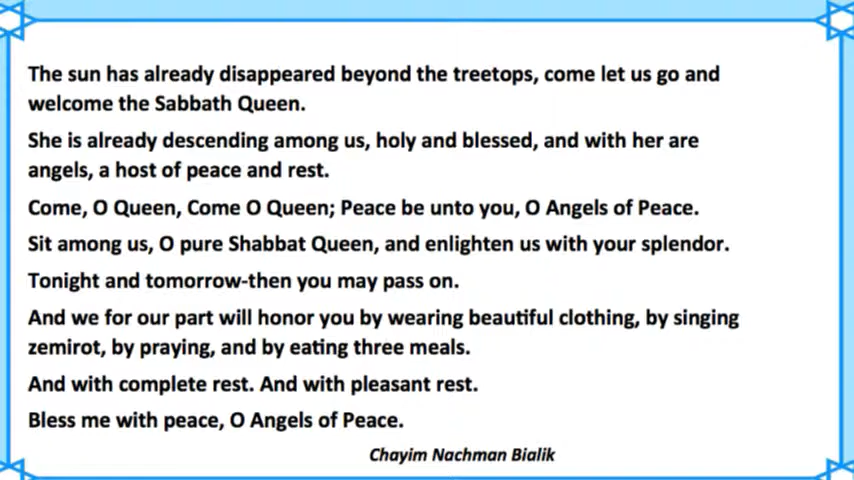 The sun has already disappeared beyond the treetops, come let us go and
welcome the Sabbath Queen.
She is already descending among us, holy and blessed, and with her are
angels, a host of peace and rest.
Come, O Queen, Come O Queen; Peace be unto you, O Angels of Peace.
Sit among us, O pure Shabbat Queen, and enlighten us with your splendor.
Tonight and tomorrow-then you may pass on.
And we for our part will honor you by wearing beautiful clothing, by singing
zemirot, by praying, and by eating three meals.
And with complete rest. And with pleasant rest.
Bless me with peace, O Angels of Peace.
Chayim Nachman Bialik